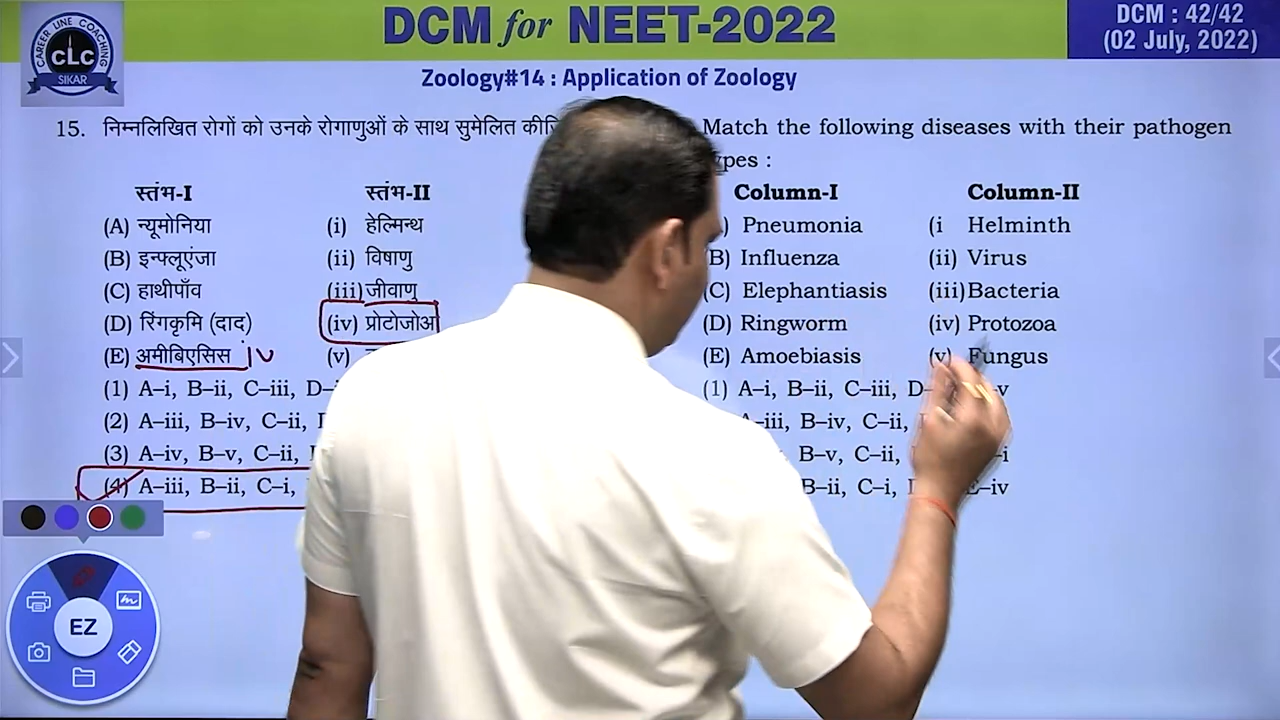 CAREER LINE COACHING
CLC
SIKAR
DCM for NEET-2022
DCM : 42/42
(02 July, 2022)
Zoology#14 : Application of Zoology
15. निम्नलिखित रोगों को उनके रोगाणुओं के साथ सुमेलित
स्तंभ-I स्तंभ-II
(A) न्यूमोनिया (i) हेल्मिन्थ
(B) इन्फ्लूएंजा (ii) विषाणु
(C) हाथीपाँव (iii) जीवाणु
(D) रिंगकृमि (दाद) (iv) प्रोटोजोआ
(E) अमीबिएसिस iv (v)
(1) A–i, B–ii, C–iii,
(2) A–iii, B–iv, C–ii,
(3) A–iv, B–v, C–ii,
(4) A–iii, B–ii, C–i,
Match the following diseases with their pathogen
Column-I Column-II
Pneumonia (i Helminth
B) Influenza (ii) Virus
(C) Elephantiasis (iii) Bacteria
(D) Ringworm (iv) Protozoa
(E) Amoebiasis (v) Fungus
(1) A–i, B–ii, C–iii,
B–iv, C–ii,
B–v, C–ii,
B–ii, C–i, E–iv
EZ